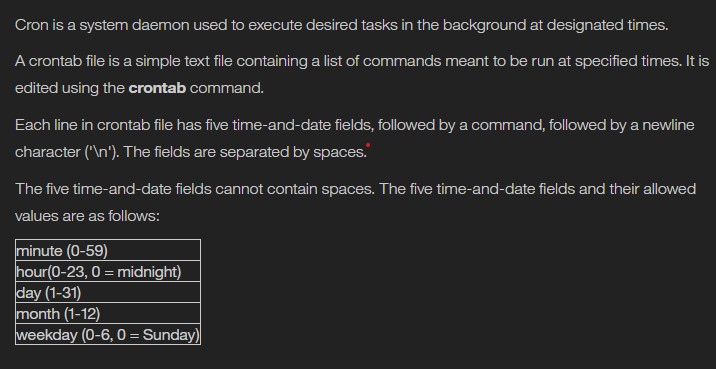 Cron is a system daemon used to execute desired tasks in the background at designated times.
A crontab file is a simple text file containing a list of commands meant to be run at specified times. It is
edited using the crontab command.
Each line in crontab file has five time-and-date fields, followed by a command, followed by a newline
character ('\n'). The fields are separated by spaces.*
The five time-and-date fields cannot contain spaces. The five time-and-date fields and their allowed
values are as follows:
minute (0-59)
hour(0-23, 0 = midnight)
day (1-31)
month (1-12)
weekday (0-6, 0 = Sunday)